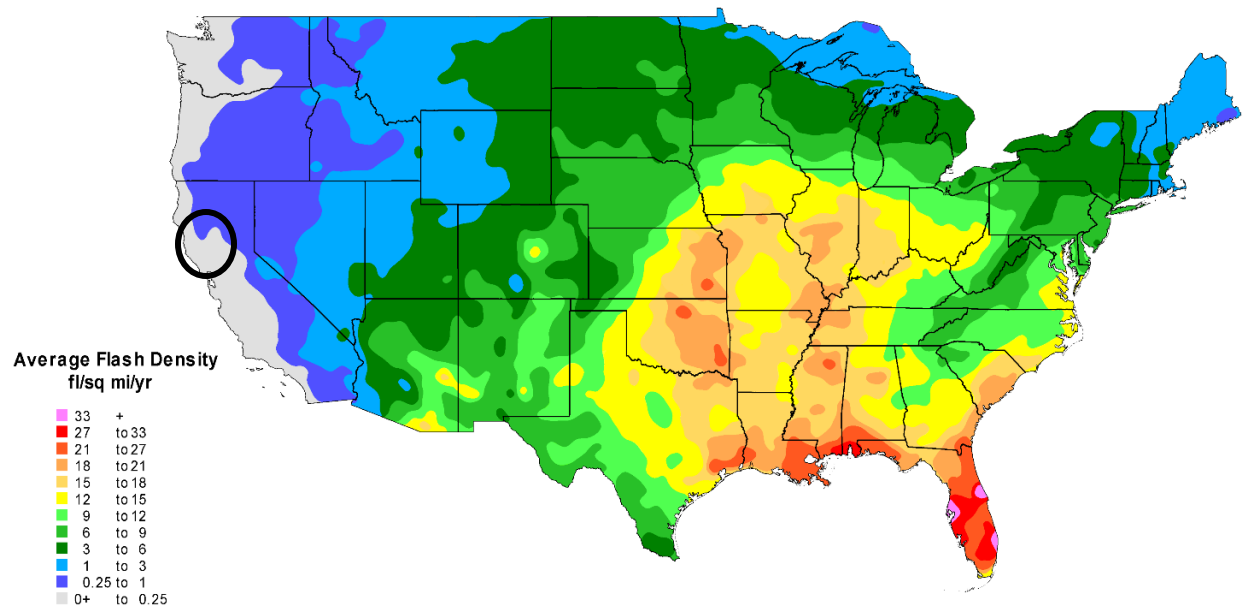 Average Flash Density
fl/sq mi/yr
33 +
27 to 33
21 to 27
18 to 21
15 to 18
12 to 15
9 to 12
6 to 9
3 to 6
1 to 3
0.25 to 1
0+ to 0.25